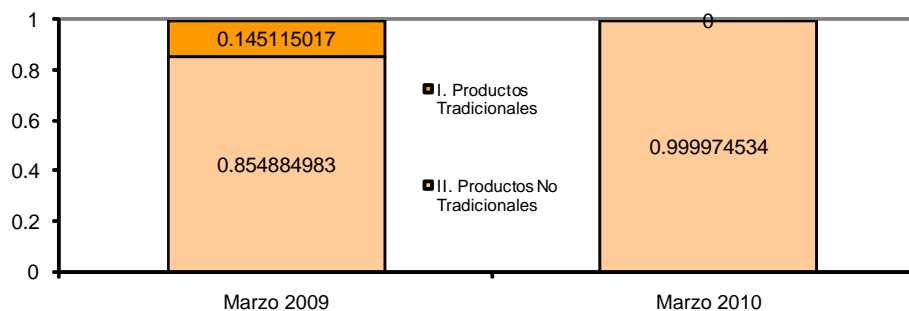 1
0.8
0.6
0.4
0.2
0
0.145115017
0.854884983
I. Productos
Tradicionales
II. Productos No
Tradicionales
0
0.999974534
Marzo 2009
Marzo 2010